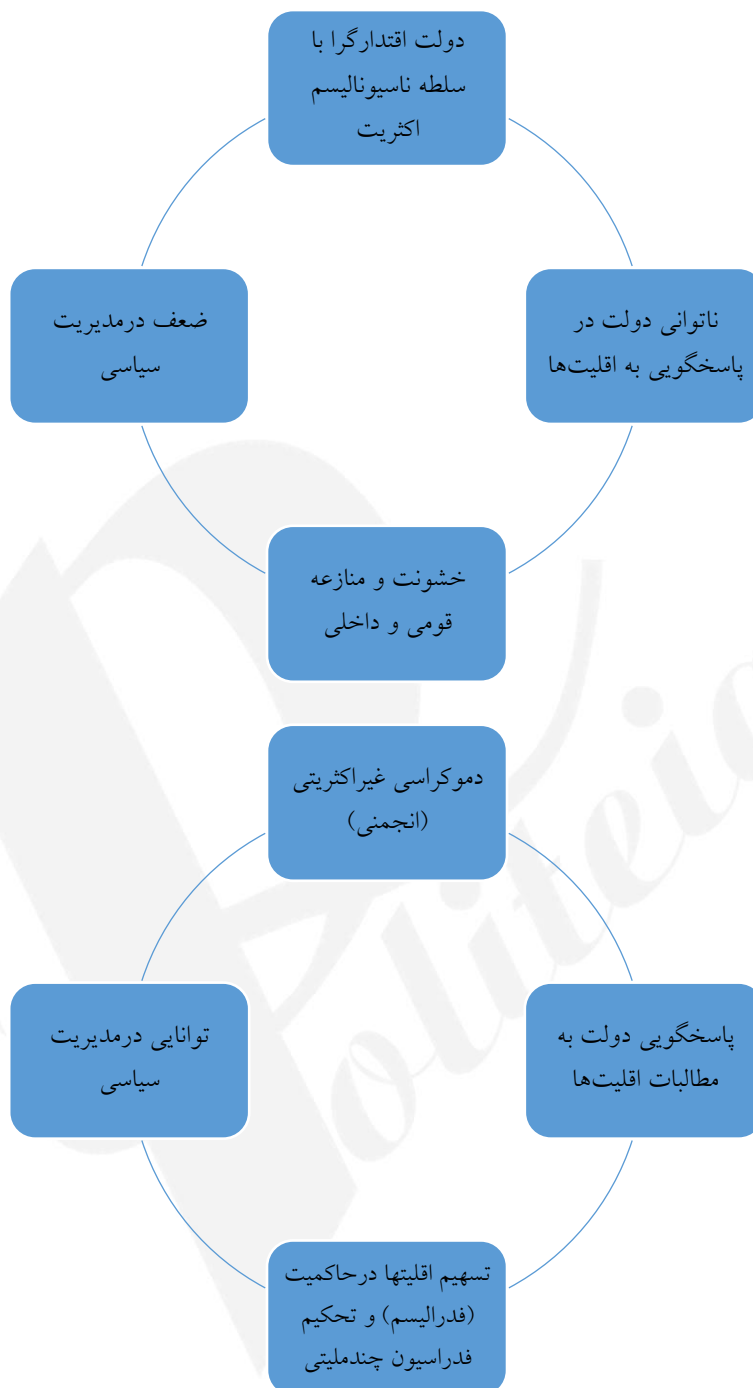 دولت اقتدارگرا با
سلطه ناسیونالیسم
اکثریت
ناتوانی دولت در
پاسخگویی به اقلیت‌ها
ضعف درمدیریت
سیاسی
خشونت و منازعه
قومی و داخلی
دموکراسی غیراکثریتی
(انجمنی)
پاسخگویی دولت به
مطالبات اقلیت‌ها
توانایی درمدیریت
سیاسی
تسهیم اقلیتها درحاکمیت
(فدرالیسم) و تحکیم
فدراسیون چندملیتی